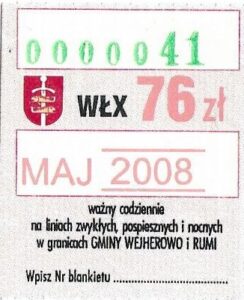 0000041
WŁX 76 zł
MAJ 2008
ważny codziennie
na liniach zwykłych, pospiesznych i nocnych
w granicach GMINY WEJHEROWO i RUMI
Wpisz Nr blankietu ....................